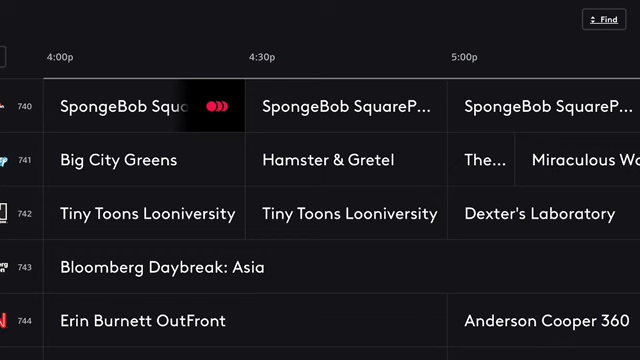 Find
4:00p 4:30p 5:00p
740 SpongeBob Squa SpongeBob SquareP... SpongeBob SquareP...
741 Big City Greens Hamster & Gretel The... Miraculous Wo
742 Tiny Toons Looniversity Tiny Toons Looniversity Dexter's Laboratory
743 Bloomberg Daybreak: Asia
744 Erin Burnett OutFront Anderson Cooper 360